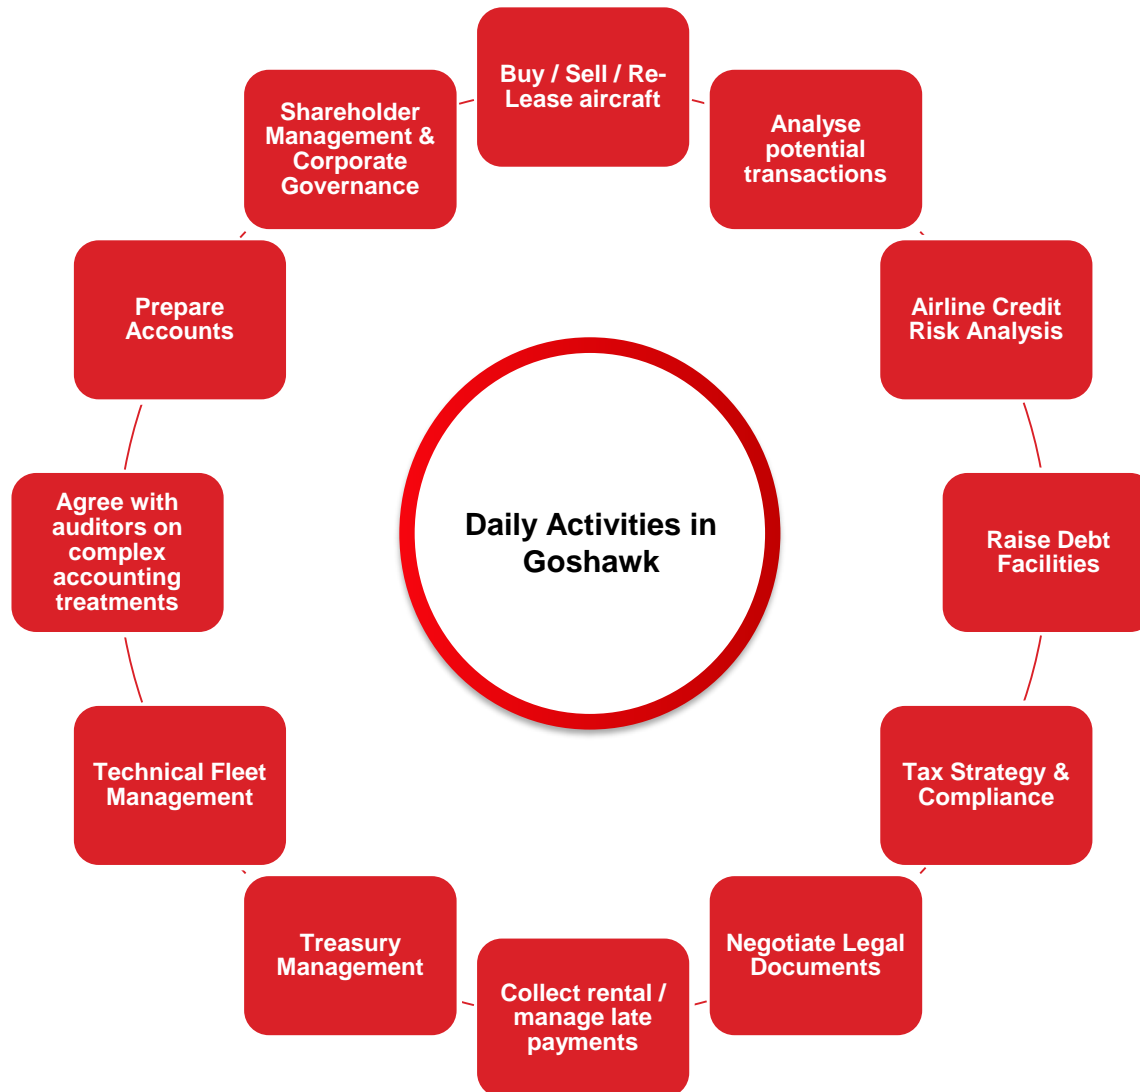 Buy / Sell / Re-
Lease aircraft
Analyse
potential
transactions
Airline Credit
Risk Analysis
Raise Debt
Facilities
Tax Strategy &
Compliance
Negotiate Legal
Documents
Collect rental /
manage late
payments
Treasury
Management
Technical Fleet
Management
Agree with
auditors on
complex
accounting
treatments
Prepare
Accounts
Shareholder
Management &
Corporate
Governance
Daily Activities in
Goshawk